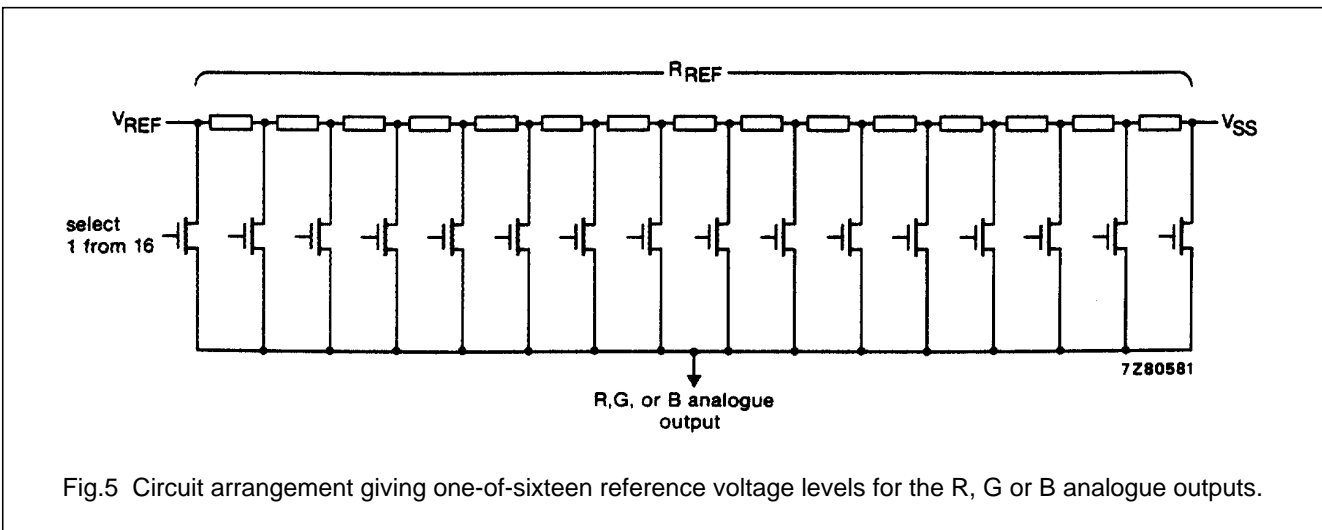 RREF
VREF
VSS
select
1 from 16
7Z80581
R,G, or B analogue
output
Fig.5 Circuit arrangement giving one-of-sixteen reference voltage levels for the R, G or B analogue outputs.